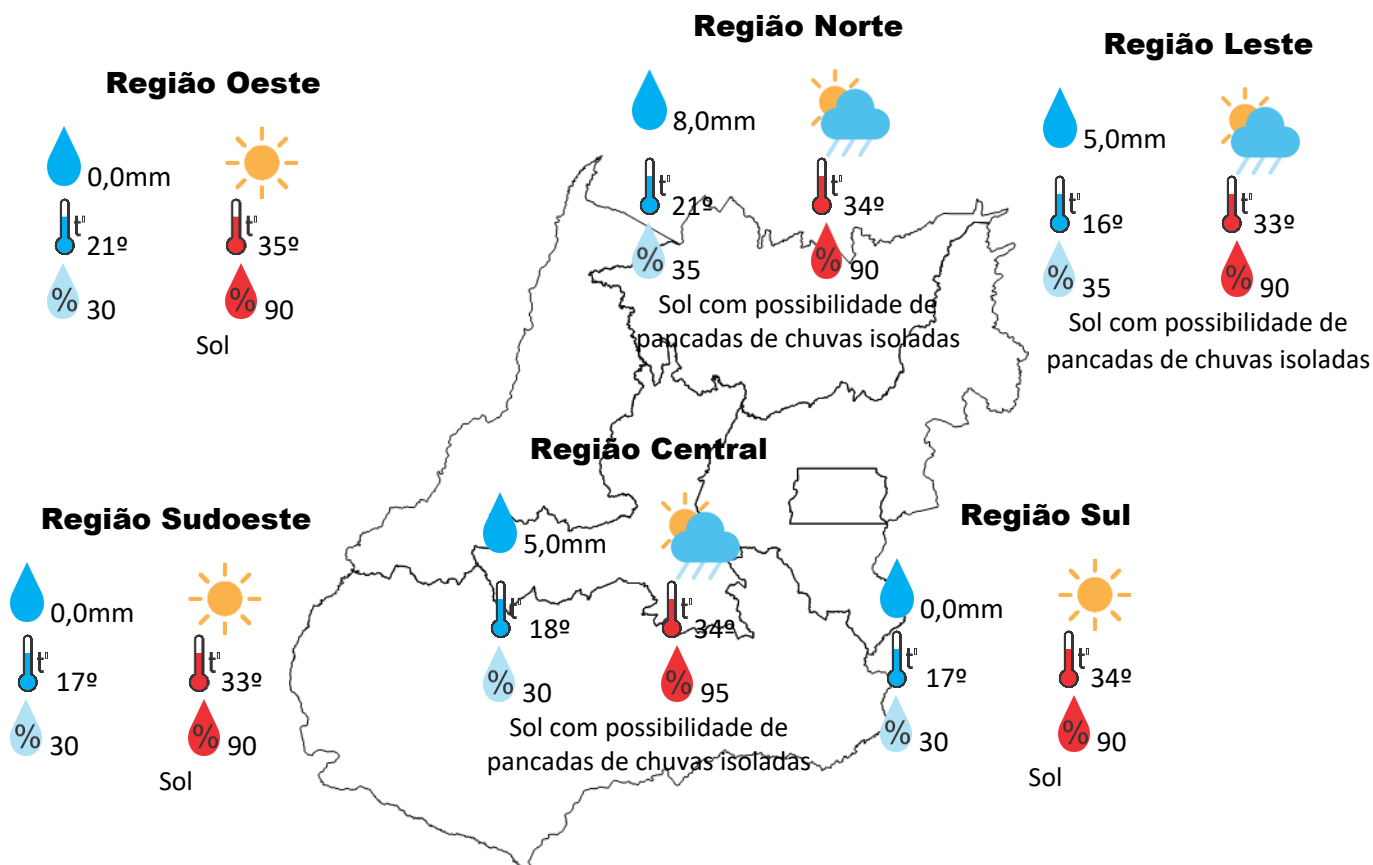 Região Norte
8,0mm
t°
21º
t°
34º
%
35
%
90
Sol com possibilidade de
pancadas de chuvas isoladas
Região Leste
5,0mm
t°
16º
t°
33º
%
35
%
90
Sol com possibilidade de
pancadas de chuvas isoladas
Região Oeste
0,0mm
t°
21º
t°
35º
%
30
%
90
Sol
Região Central
5,0mm
t°
18º
t°
34º
%
30
%
95
Sol com possibilidade de
pancadas de chuvas isoladas
Região Sudoeste
0,0mm
t°
17º
t°
33º
%
30
%
90
Sol
Região Sul
0,0mm
t°
17º
t°
34º
%
30
%
90
Sol